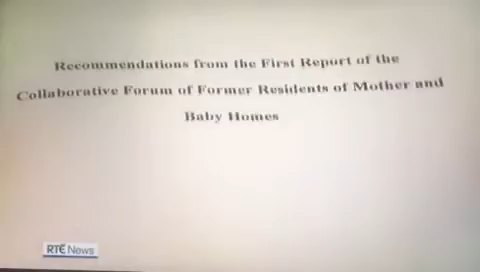 Recommendations from the First Report of the
Collaborative Forum of Former Residents of Mother and
Baby Homes
RTÉ News